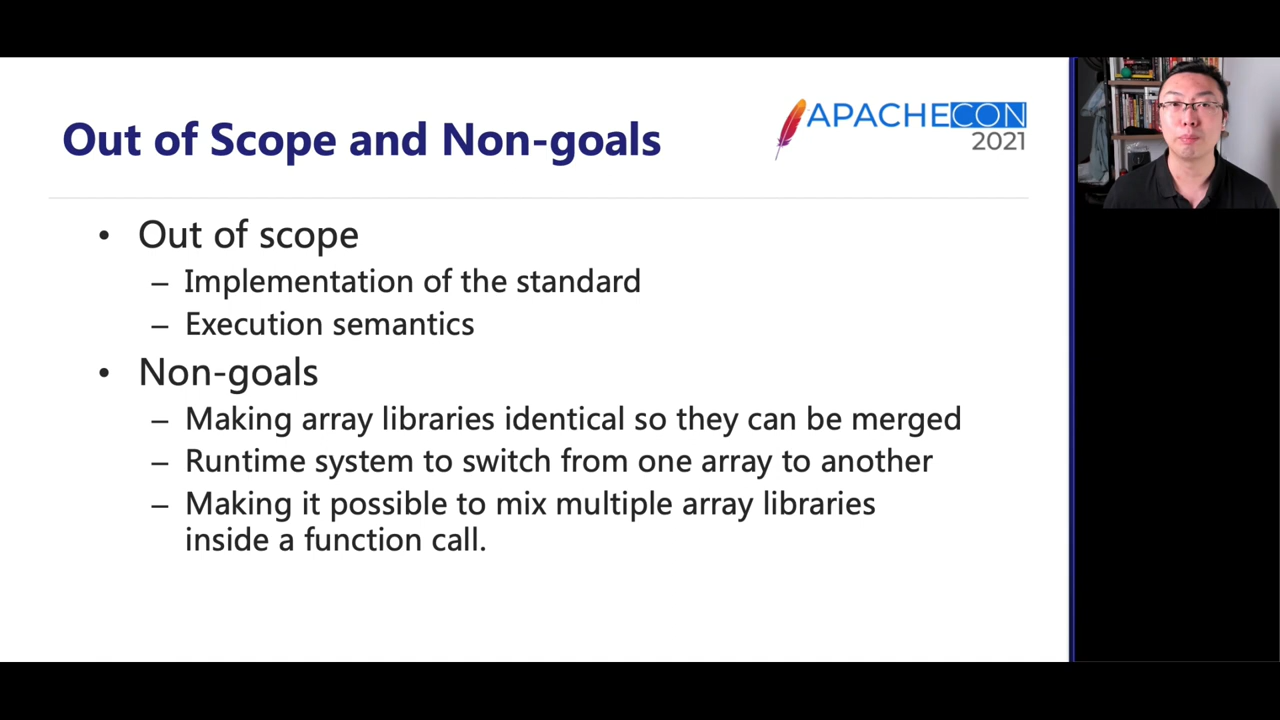 Out of Scope and Non-goals
APACHECON
2021
• Out of scope
– Implementation of the standard
– Execution semantics
• Non-goals
– Making array libraries identical so they can be merged
– Runtime system to switch from one array to another
– Making it possible to mix multiple array libraries
inside a function call.